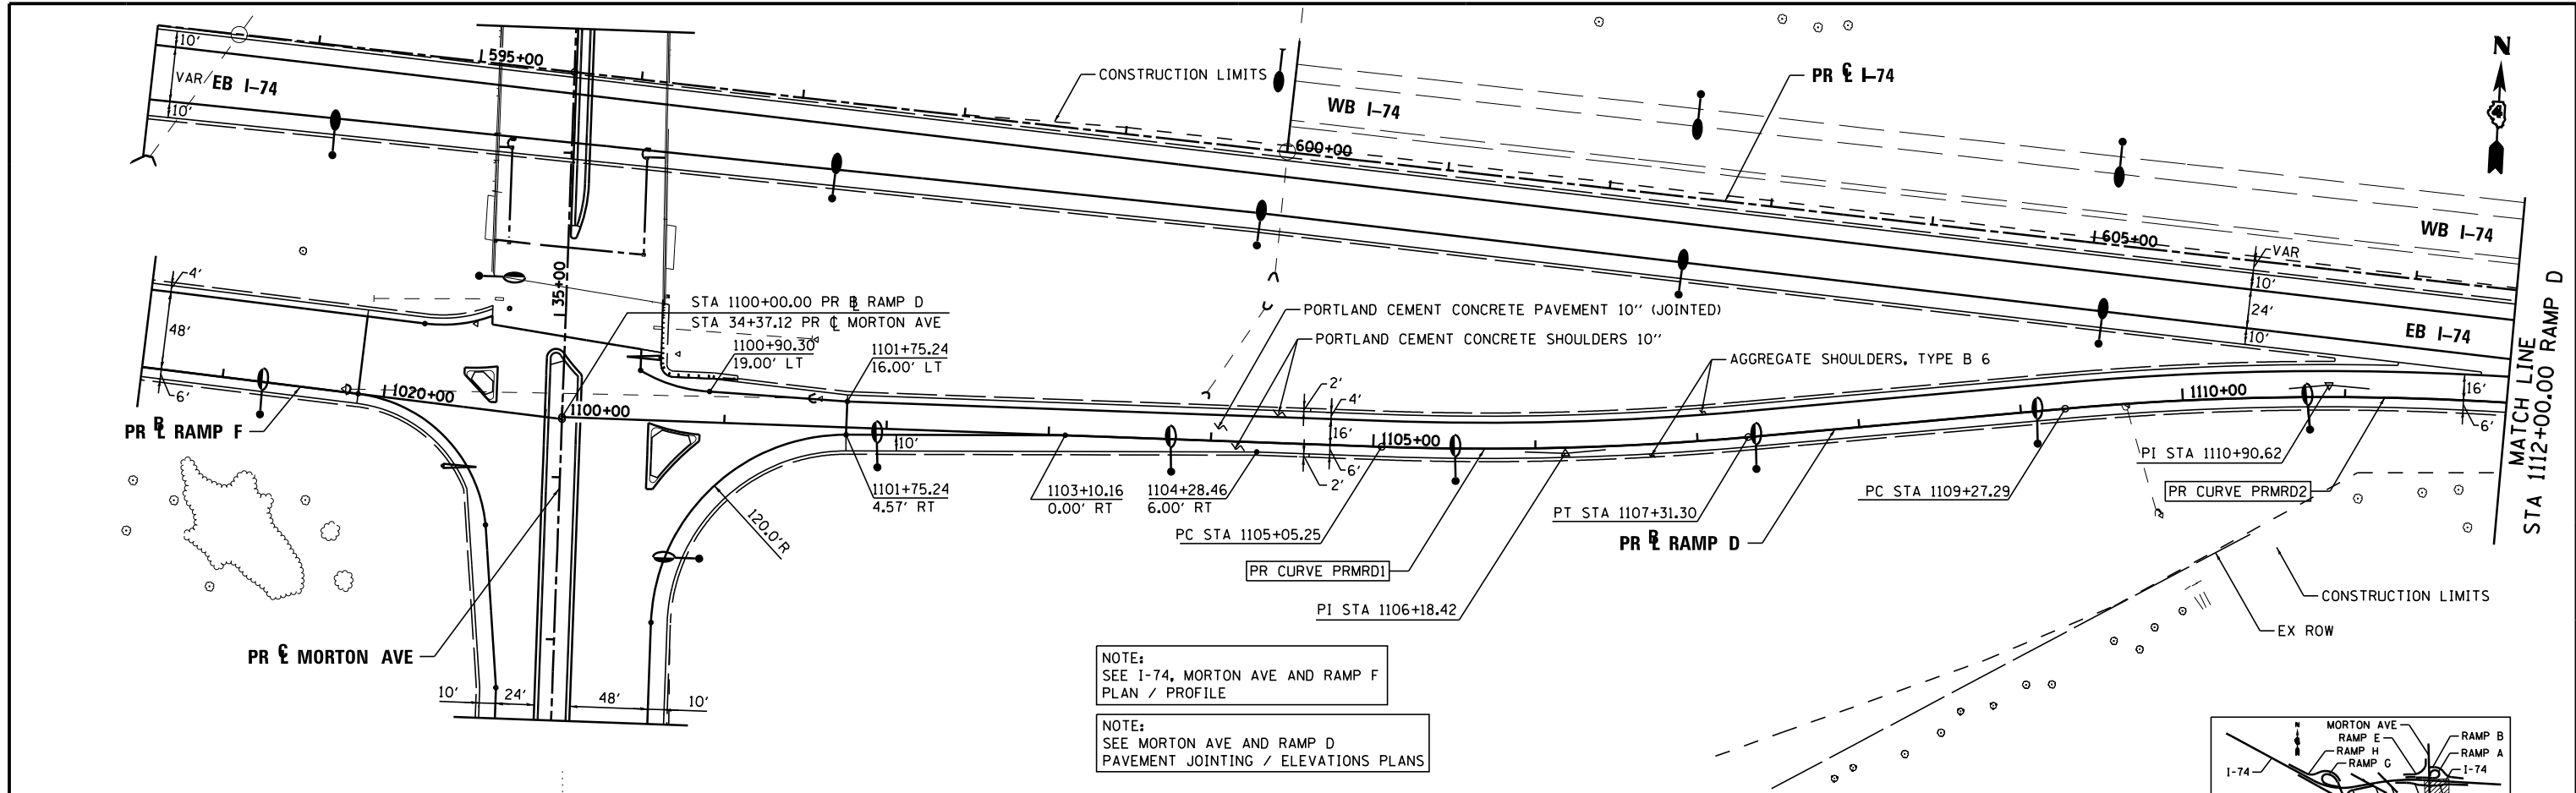 10'
VAR
EB I-74
10'
595+00
CONSTRUCTION LIMITS
WB I-74
PR ℄ I-74
N
4
600+00
605+00
WB I-74
VAR
10'
24'
10'
EB I-74
MATCH LINE
STA 1112+00.00 RAMP D
4'
48'
6'
35+00
STA 1100+00.00 PR BL RAMP D
STA 34+37.12 PR ℄ MORTON AVE
1100+90.30
19.00' LT
1101+75.24
16.00' LT
PORTLAND CEMENT CONCRETE PAVEMENT 10'' (JOINTED)
PORTLAND CEMENT CONCRETE SHOULDERS 10''
AGGREGATE SHOULDERS, TYPE B 6
1020+00
1100+00
PR BL RAMP F
10'
2'
4'
16'
1105+00
6'
2'
1110+00
16'
6'
1101+75.24
4.57' RT
1103+10.16
0.00' RT
1104+28.46
6.00' RT
PC STA 1105+05.25
PR CURVE PRMRD1
PI STA 1106+18.42
PT STA 1107+31.30
PR BL RAMP D
PC STA 1109+27.29
PI STA 1110+90.62
PR CURVE PRMRD2
120.0'R
CONSTRUCTION LIMITS
EX ROW
PR ℄ MORTON AVE
10'
24'
48'
10'
NOTE:
SEE I-74, MORTON AVE AND RAMP F
PLAN / PROFILE
NOTE:
SEE MORTON AVE AND RAMP D
PAVEMENT JOINTING / ELEVATIONS PLANS
N
MORTON AVE
RAMP E
RAMP H
RAMP G
I-74
RAMP B
RAMP A
I-74